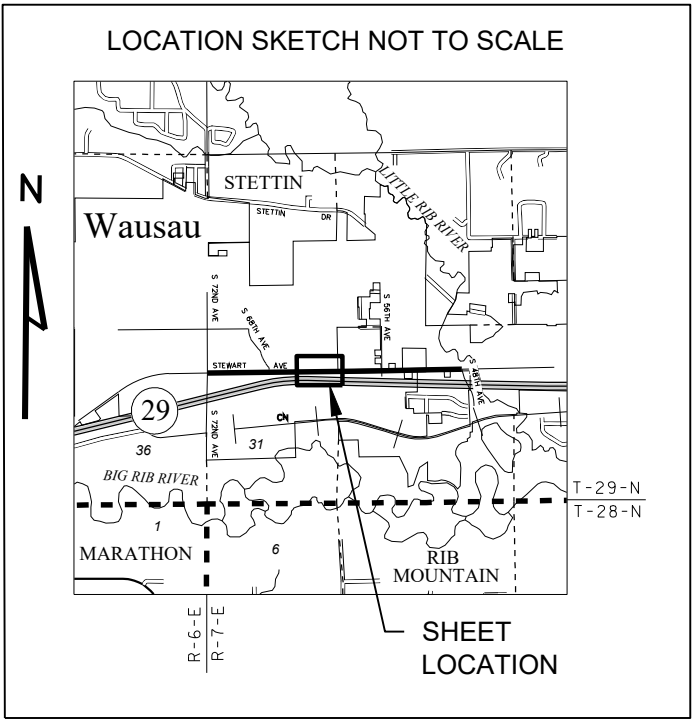 LOCATION SKETCH NOT TO SCALE
N
STETTIN
LITTLE RIB RIVER
STETTIN DR
Wausau
S 72ND AVE
S 56TH AVE
S 68TH AVE
STEWART AVE
S 48TH AVE
29
S 72ND AVE
CN
36
31
BIG RIB RIVER
T-29-N
T-28-N
1
6
MARATHON
RIB
MOUNTAIN
R-6-E
R-7-E
SHEET
LOCATION